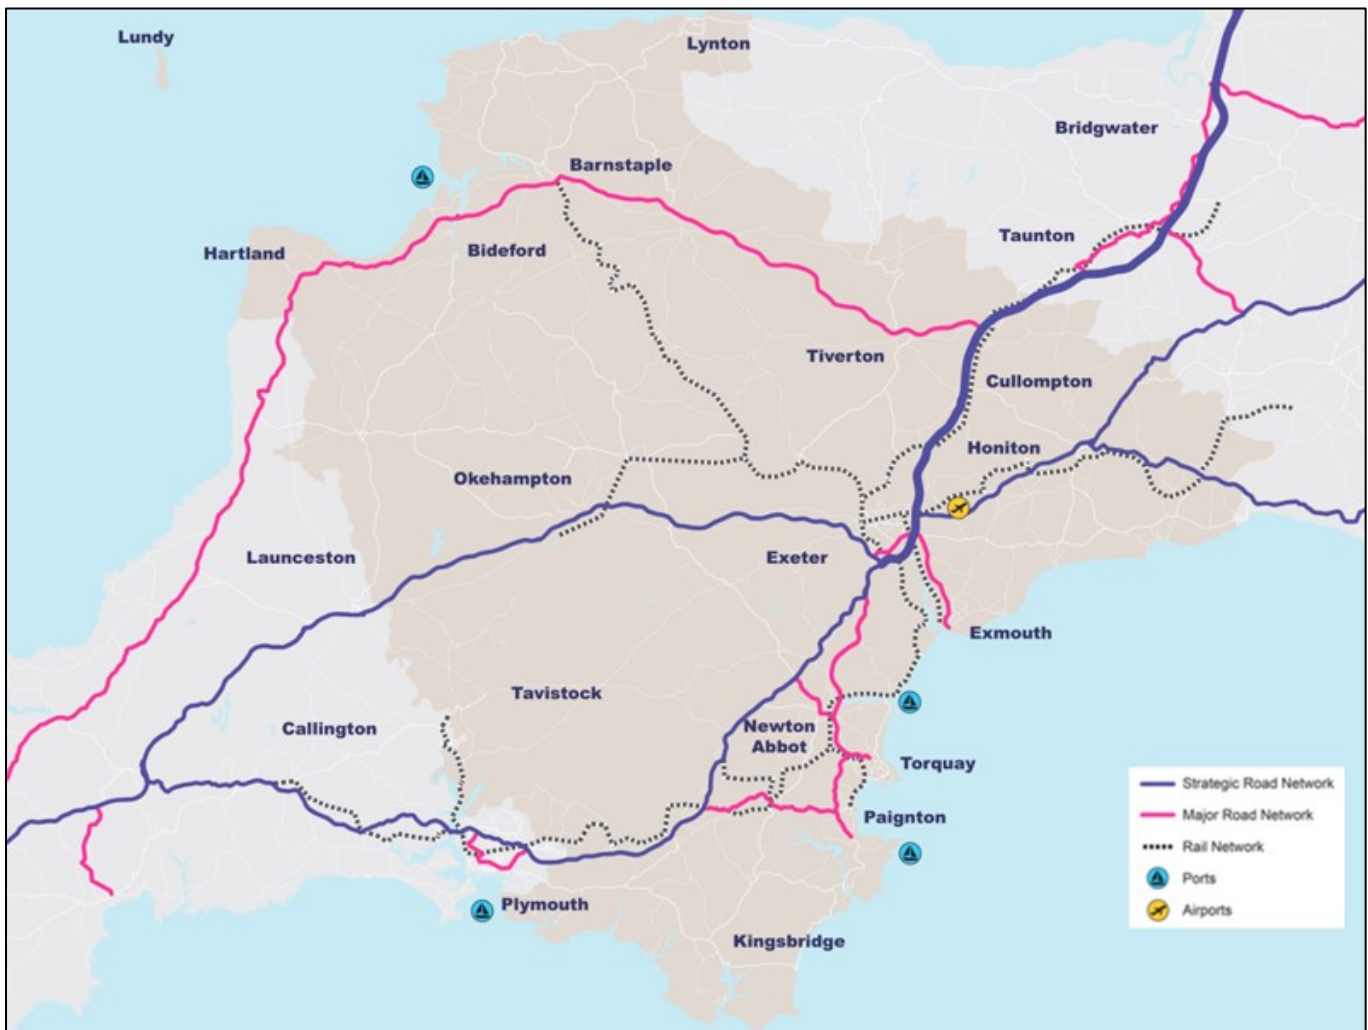 Lundy
Lynton
Bridgwater
Barnstaple
Taunton
Hartland
Bideford
Tiverton
Cullompton
Honiton
Okehampton
Launceston
Exeter
Exmouth
Tavistock
Callington
Newton
Abbot
Torquay
Paignton
Plymouth
Kingsbridge
Strategic Road Network
Major Road Network
Rail Network
Ports
Airports